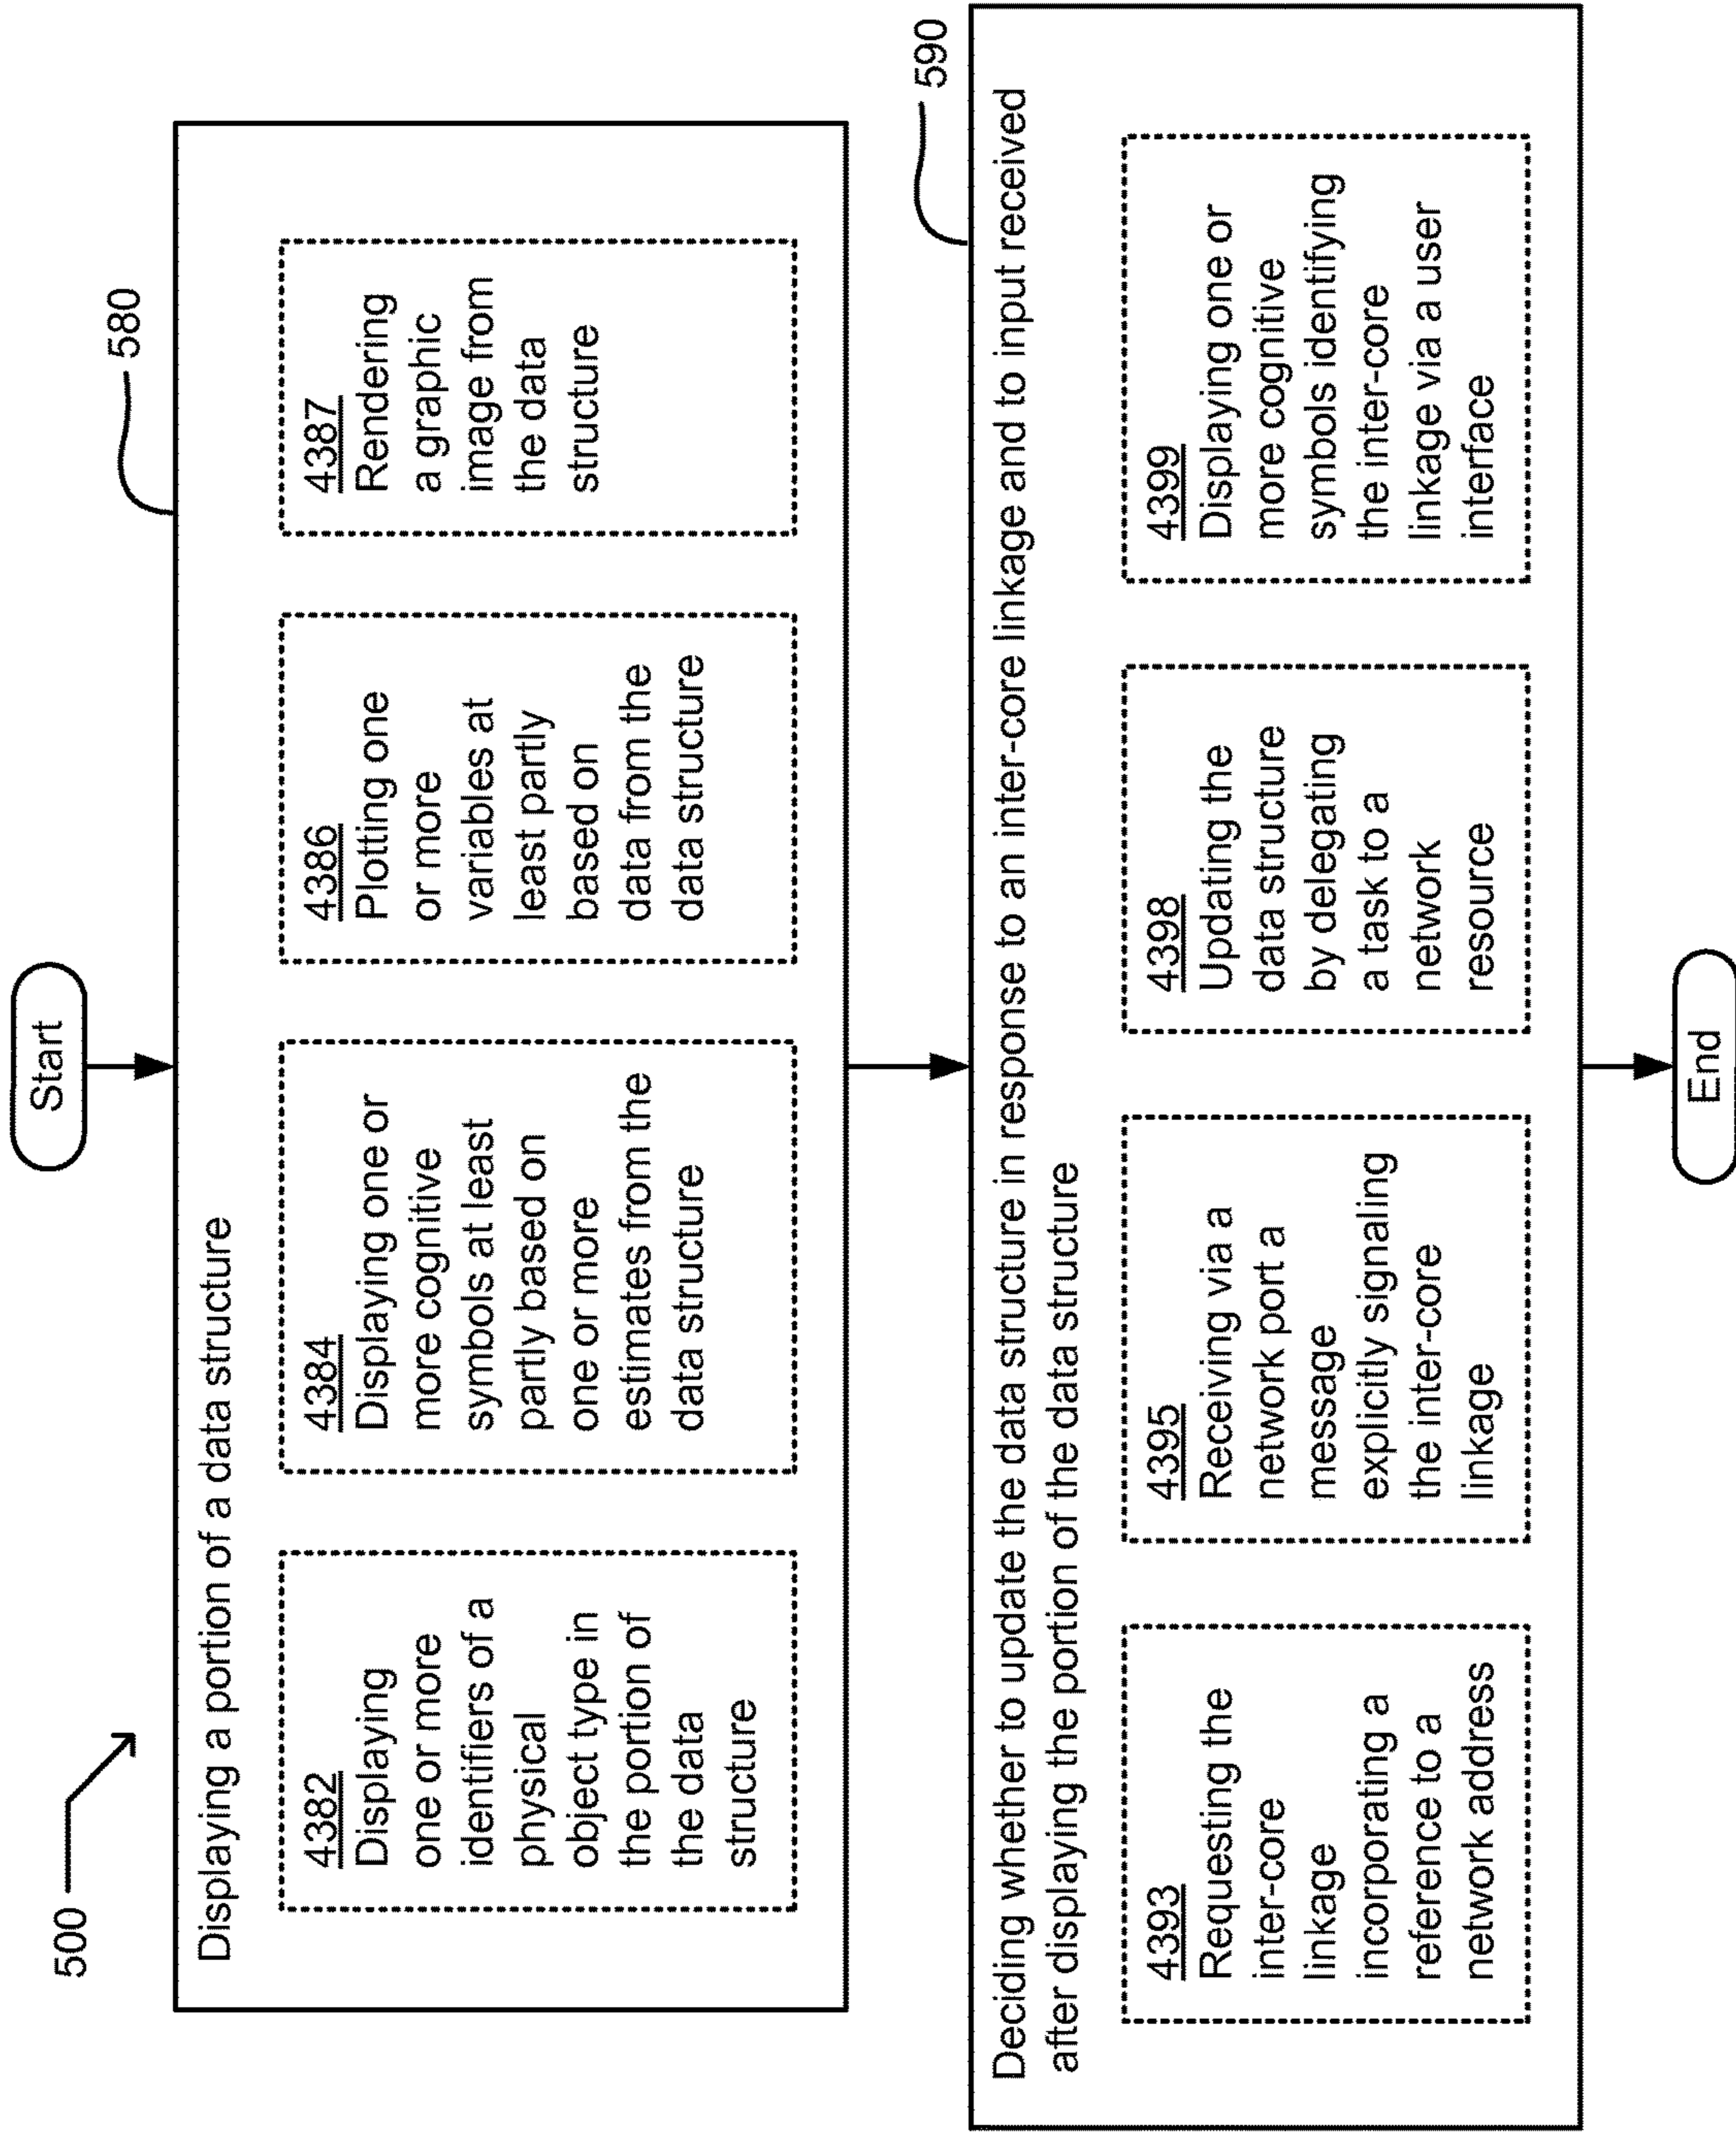 500
Start
580
Displaying a portion of a data structure
4382
Displaying
one or more
identifiers of a
physical
object type in
the portion of
the data
structure
4384
Displaying one or
more cognitive
symbols at least
partly based on
one or more
estimates from the
data structure
4386
Plotting one
or more
variables at
least partly
based on
data from the
data structure
4387
Rendering
a graphic
image from
the data
structure
590
Deciding whether to update the data structure in response to an inter-core linkage and to input received
after displaying the portion of the data structure
4393
Requesting the
inter-core
linkage
incorporating a
reference to a
network address
4395
Receiving via a
network port a
message
explicitly signaling
the inter-core
linkage
4398
Updating the
data structure
by delegating
a task to a
network
resource
4399
Displaying one or
more cognitive
symbols identifying
the inter-core
linkage via a user
interface
End